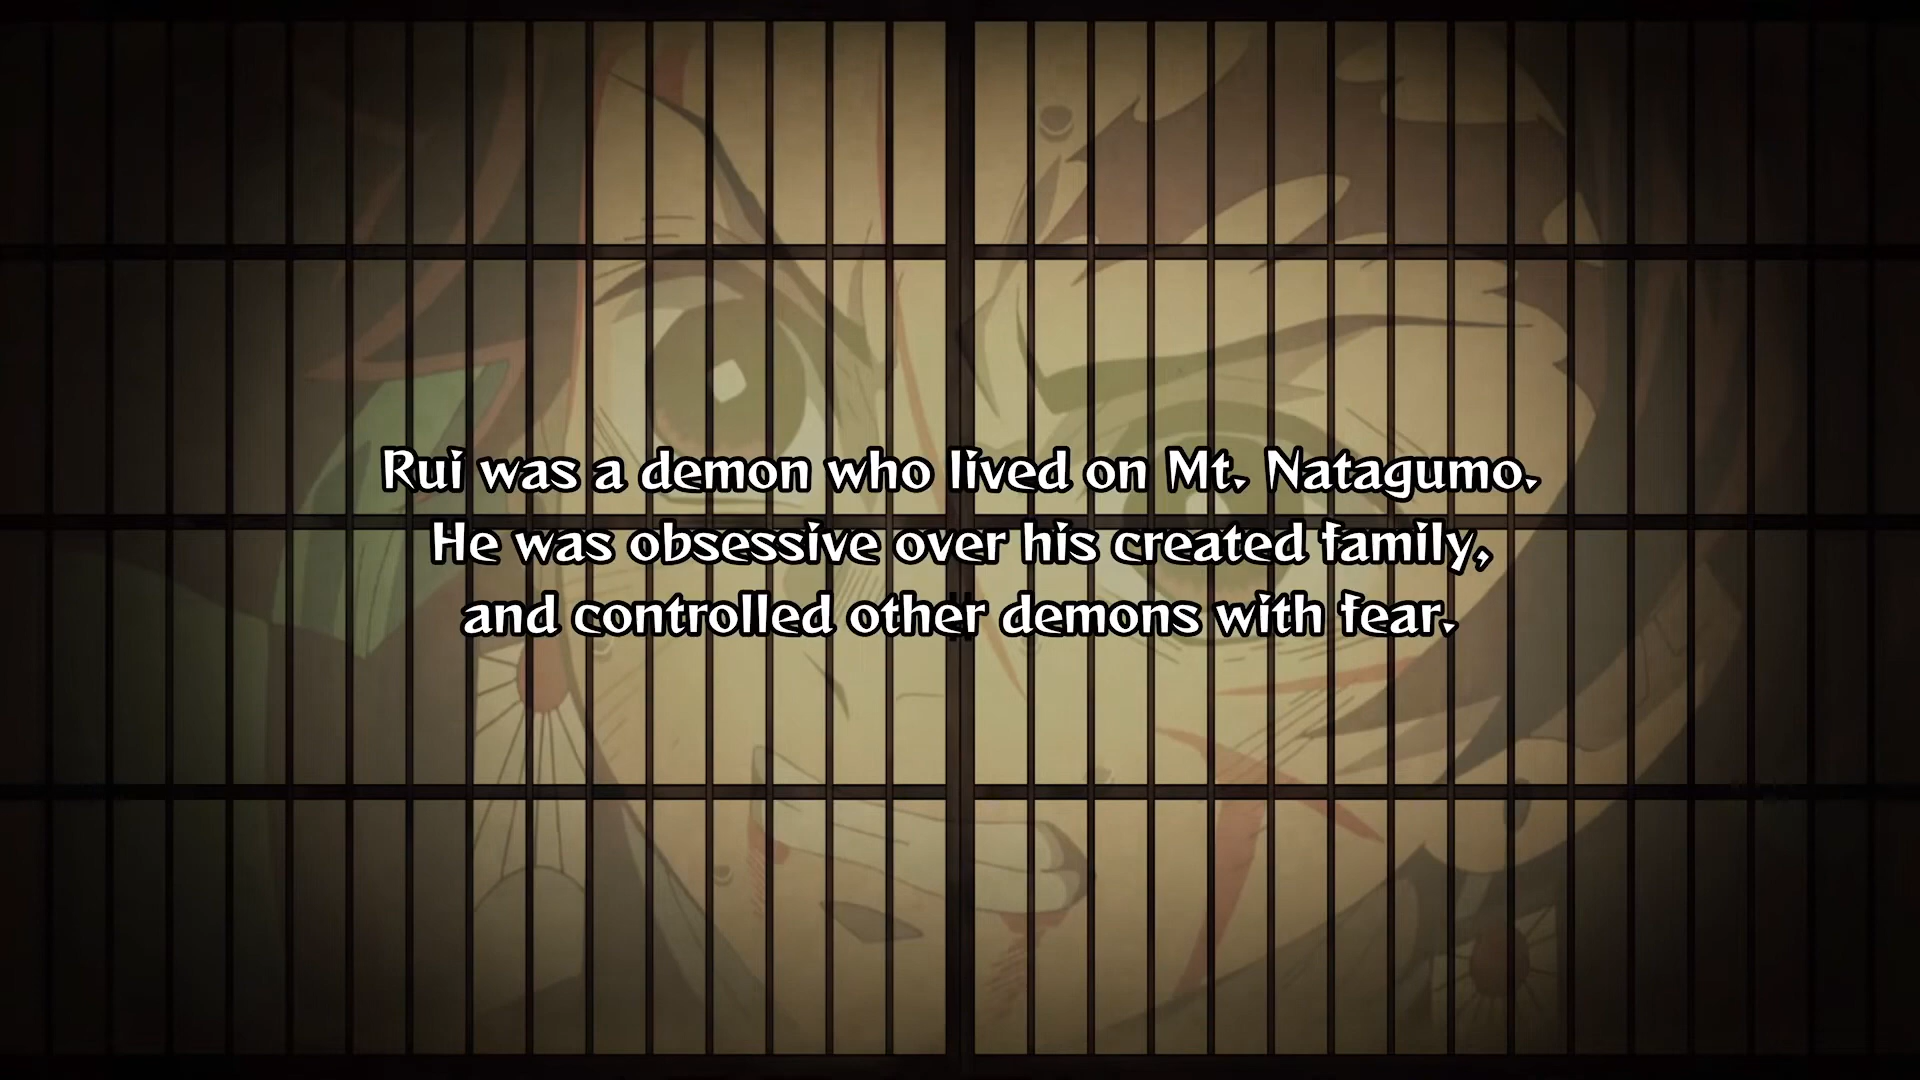 Rui was a demon who lived on Mt. Natagumo.
He was obsessive over his created family,
and controlled other demons with fear.